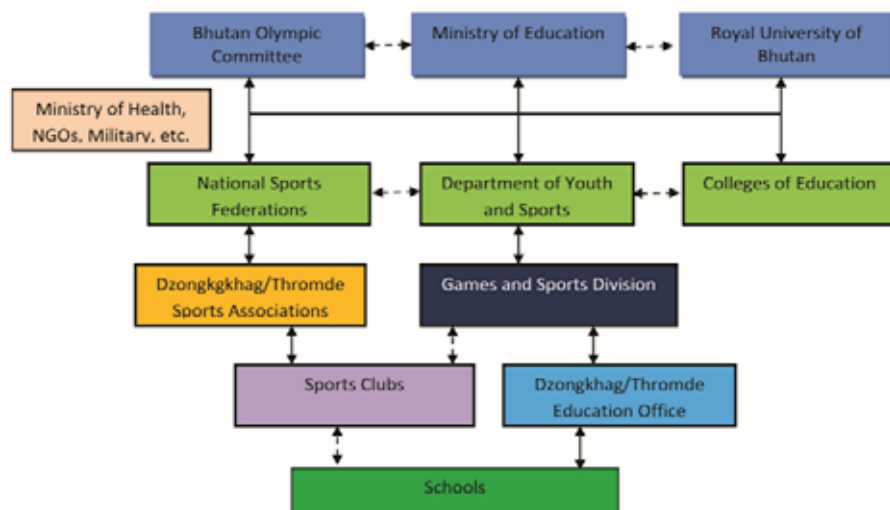 Bhutan Olympic
Committee
Ministry of Education
Royal University of
Bhutan
Ministry of Health,
NGOs, Military, etc.
National Sports
Federations
Department of Youth
and Sports
Colleges of Education
Dzongkgkhag/Thromde
Sports Associations
Games and Sports Division
Sports Clubs
Dzongkhag/Thromde
Education Office
Schools